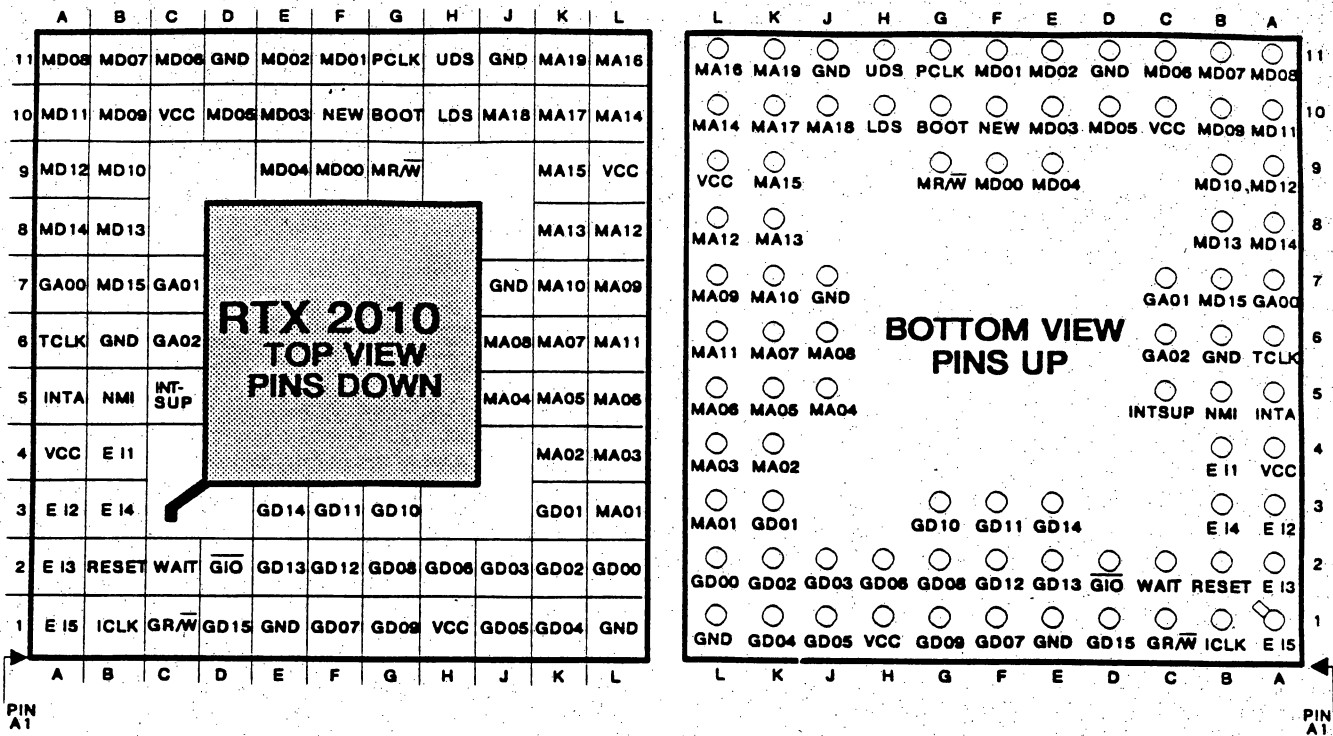 A B C D E F G H J K L
11 MD08 MD07 MD06 GND MD02 MD01 PCLK UDS GND MA19 MA16
10 MD11 MD09 VCC MD05 MD03 NEW BOOT LDS MA18 MA17 MA14
9 MD12 MD10 MD04 MD00 MR/W̅ MA15 VCC
8 MD14 MD13 MA13 MA12
7 GA00 MD15 GA01 GND MA10 MA09
6 TCLK GND GA02 MA08 MA07 MA11
5 INTA NMI INT-
SUP MA04 MA05 MA06
4 VCC E I1 MA02 MA03
3 E I2 E I4 GD14 GD11 GD10 GD01 MA01
2 E I3 RESET WAIT G̅I̅O̅ GD13 GD12 GD08 GD06 GD03 GD02 GD00
1 E I5 ICLK GR/W̅ GD15 GND GD07 GD09 VCC GD05 GD04 GND
A B C D E F G H J K L
RTX 2010
TOP VIEW
PINS DOWN
PIN
A1
L K J H G F E D C B A
MA16 MA19 GND UDS PCLK MD01 MD02 GND MD06 MD07 MD08 11
MA14 MA17 MA18 LDS BOOT NEW MD03 MD05 VCC MD09 MD11 10
VCC MA15 MR/W̅ MD00 MD04 MD10 MD12 9
MA12 MA13 MD13 MD14 8
MA09 MA10 GND GA01 MD15 GA00 7
MA11 MA07 MA08 GA02 GND TCLK 6
MA06 MA05 MA04 INTSUP NMI INTA 5
MA03 MA02 E I1 VCC 4
MA01 GD01 GD10 GD11 GD14 E I4 E I2 3
GD00 GD02 GD03 GD06 GD08 GD12 GD13 G̅I̅O̅ WAIT RESET E I3 2
GND GD04 GD05 VCC GD09 GD07 GND GD15 GR/W̅ ICLK E I5 1
L K J H G F E D C B A
BOTTOM VIEW
PINS UP
PIN
A1